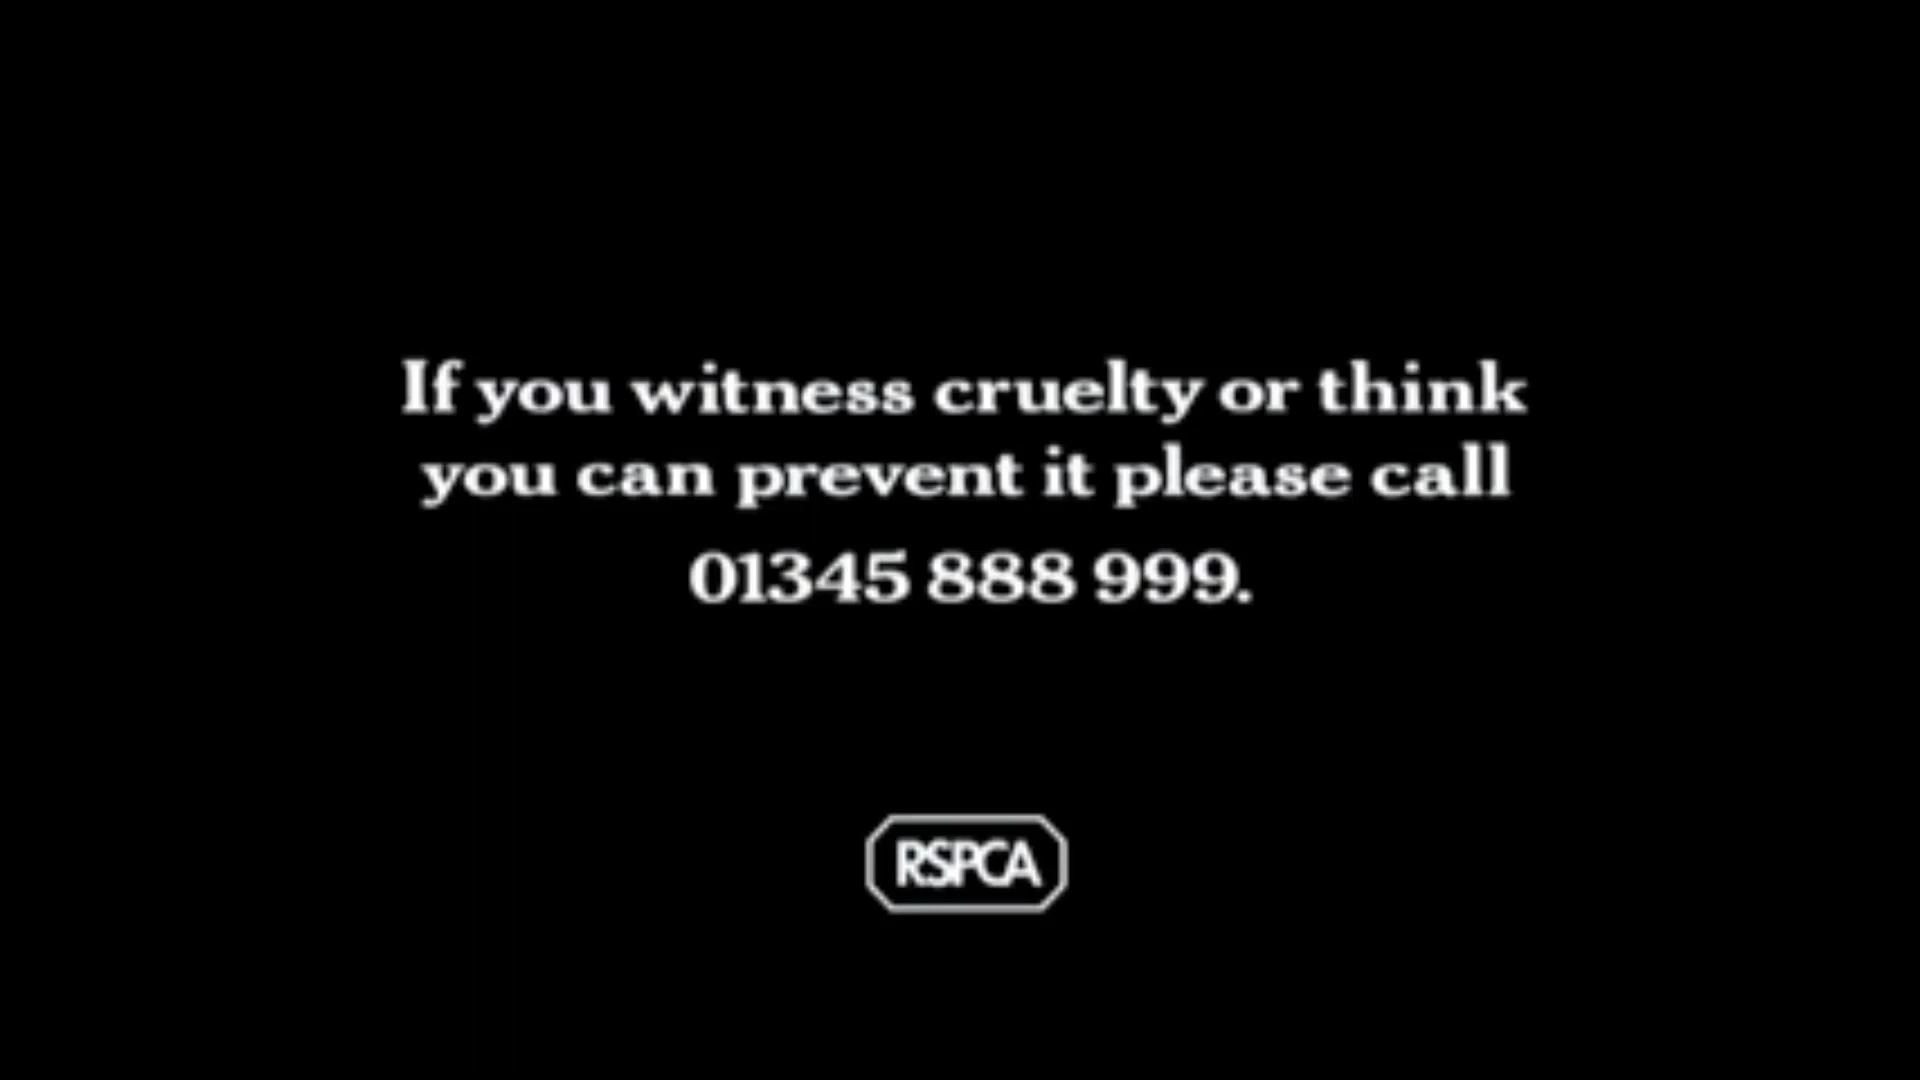 If you witness cruelty or think
you can prevent it please call
01345 888 999.
RSPCA